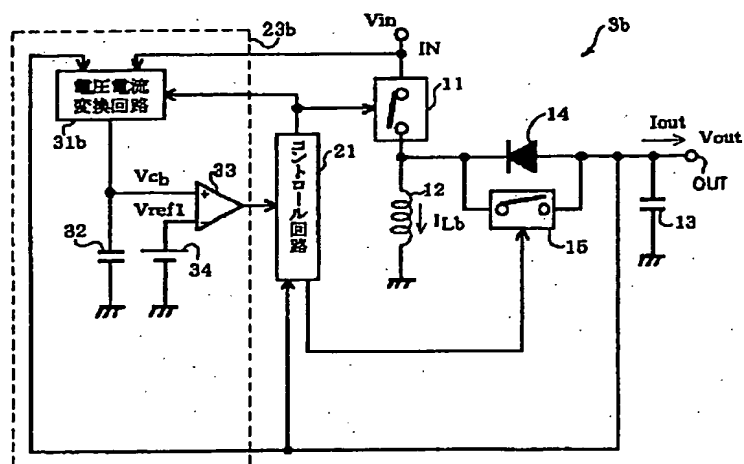 23b
Vin
IN
3b
電圧電流
変換回路
31b
11
14
Iout
Vout
OUT
21
コントロール回路
33
Vcb
Vref1
32
34
12
ILb
15
13